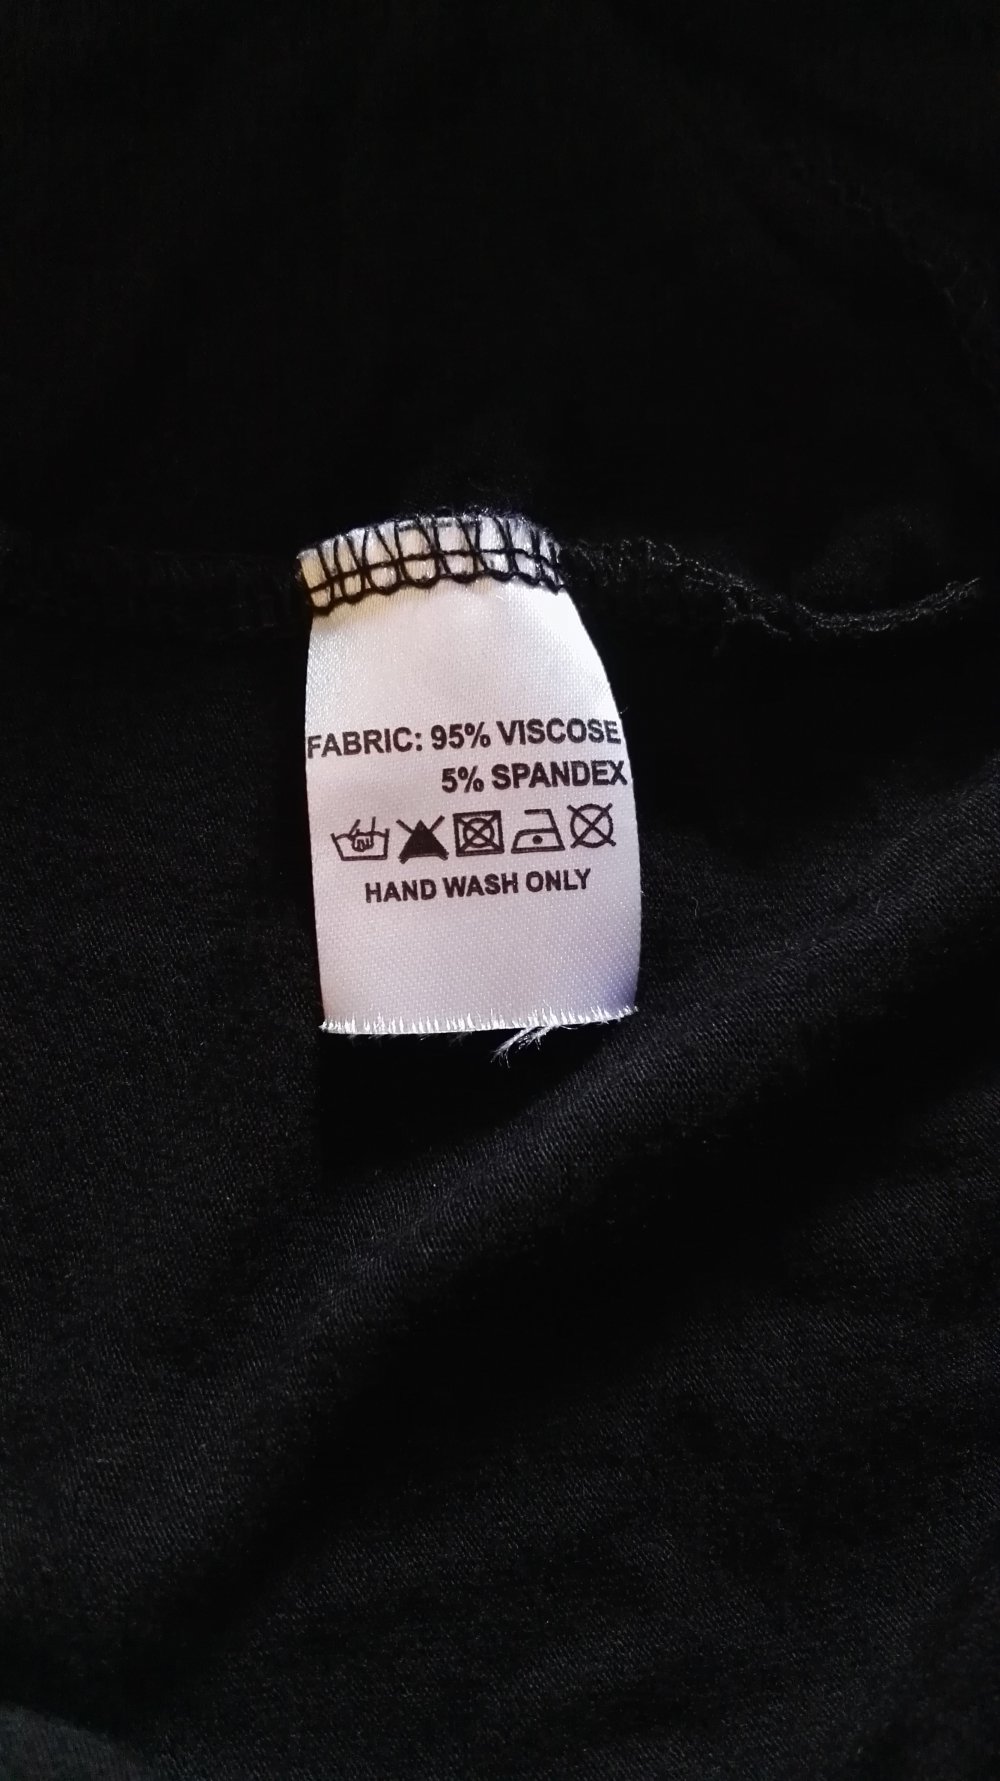 FABRIC: 95% VISCOSE
5% SPANDEX
HAND WASH ONLY